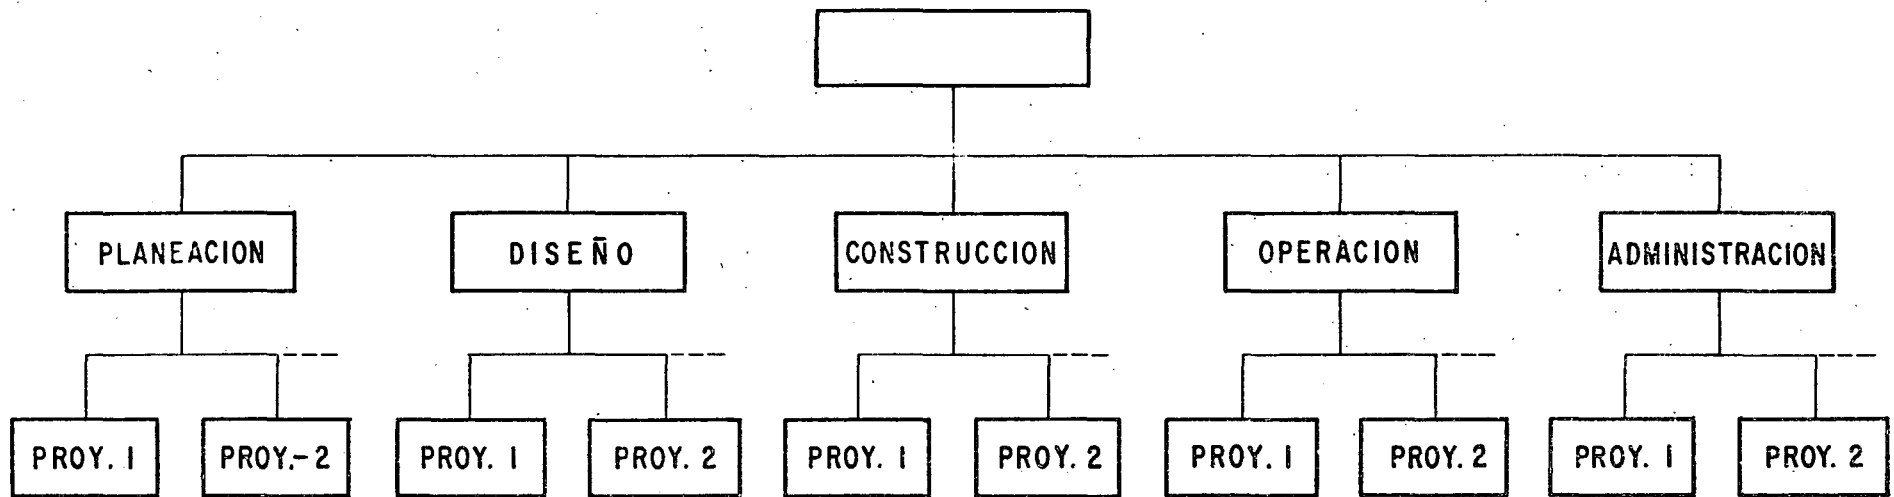 PLANEACION
DISEÑO
CONSTRUCCION
OPERACION
ADMINISTRACION
PROY. 1
PROY.-2
PROY. 1
PROY. 2
PROY. 1
PROY. 2
PROY. 1
PROY. 2
PROY. 1
PROY. 2